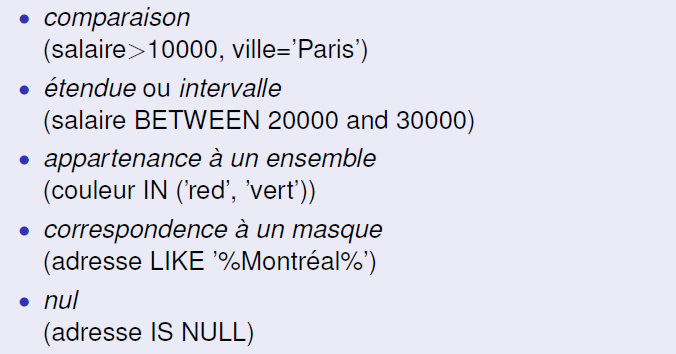 • comparaison
(salaire>10000, ville=’Paris’)
• étendue ou intervalle
(salaire BETWEEN 20000 and 30000)
• appartenance à un ensemble
(couleur IN (’red’, ’vert’))
• correspondence à un masque
(adresse LIKE ’%Montréal%’)
• nul
(adresse IS NULL)